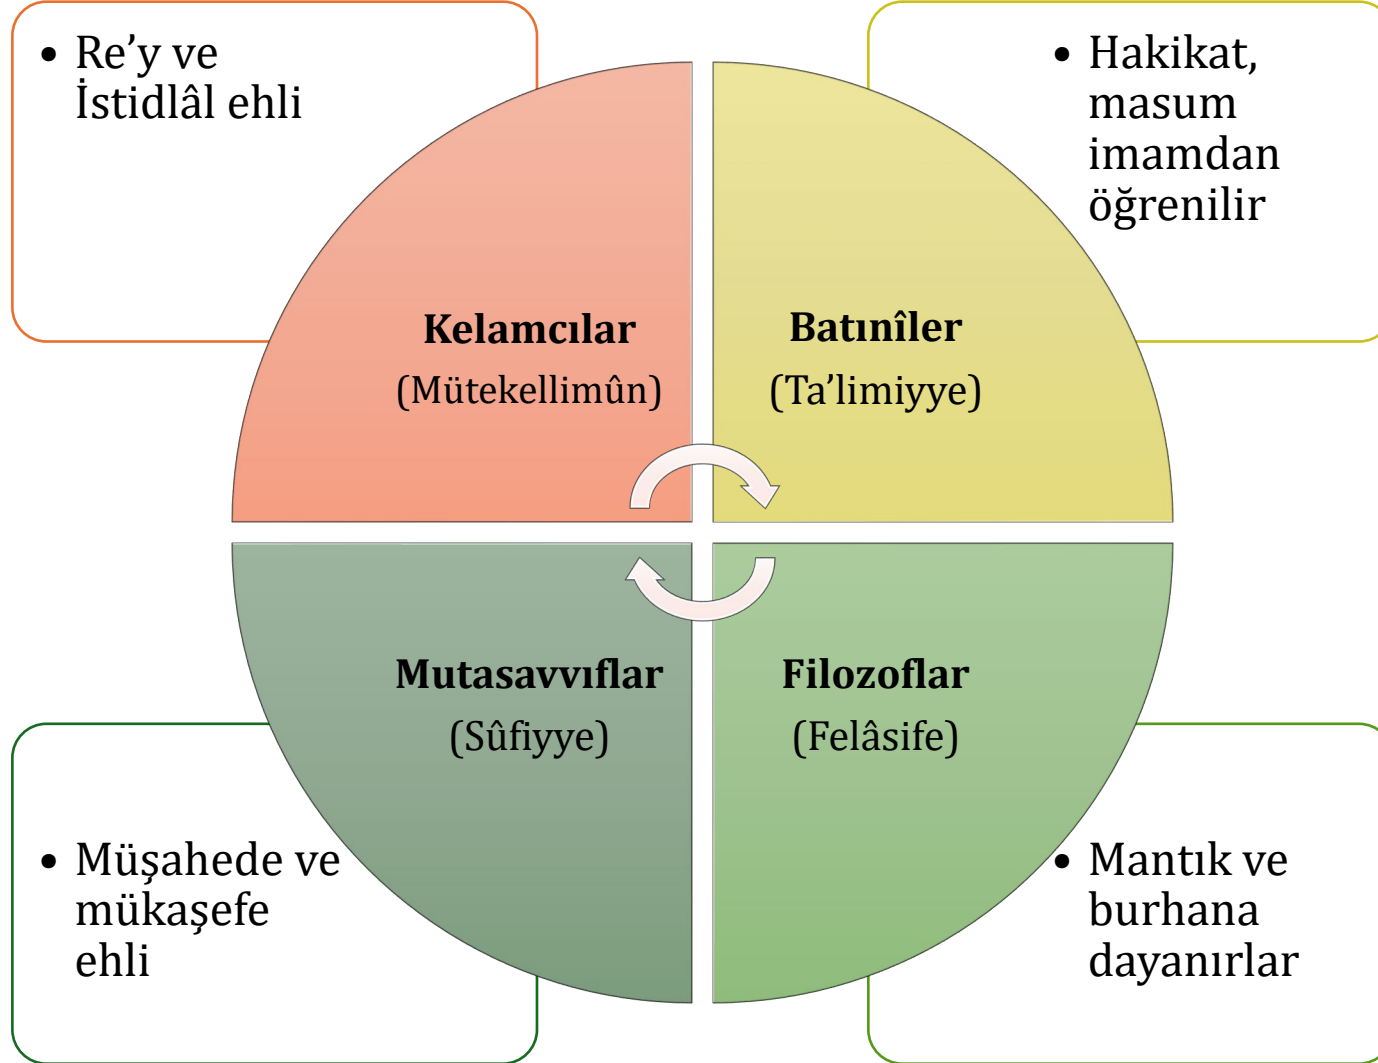 • Re’y ve
İstidlâl ehli
• Hakikat,
masum
imamdan
öğrenilir
Kelamcılar
(Mütekellimûn)
Batınîler
(Ta’limiyye)
Mutasavvıflar
(Sûfiyye)
Filozoflar
(Felâsife)
• Müşahede ve
mükaşefe
ehli
• Mantık ve
burhana
dayanırlar